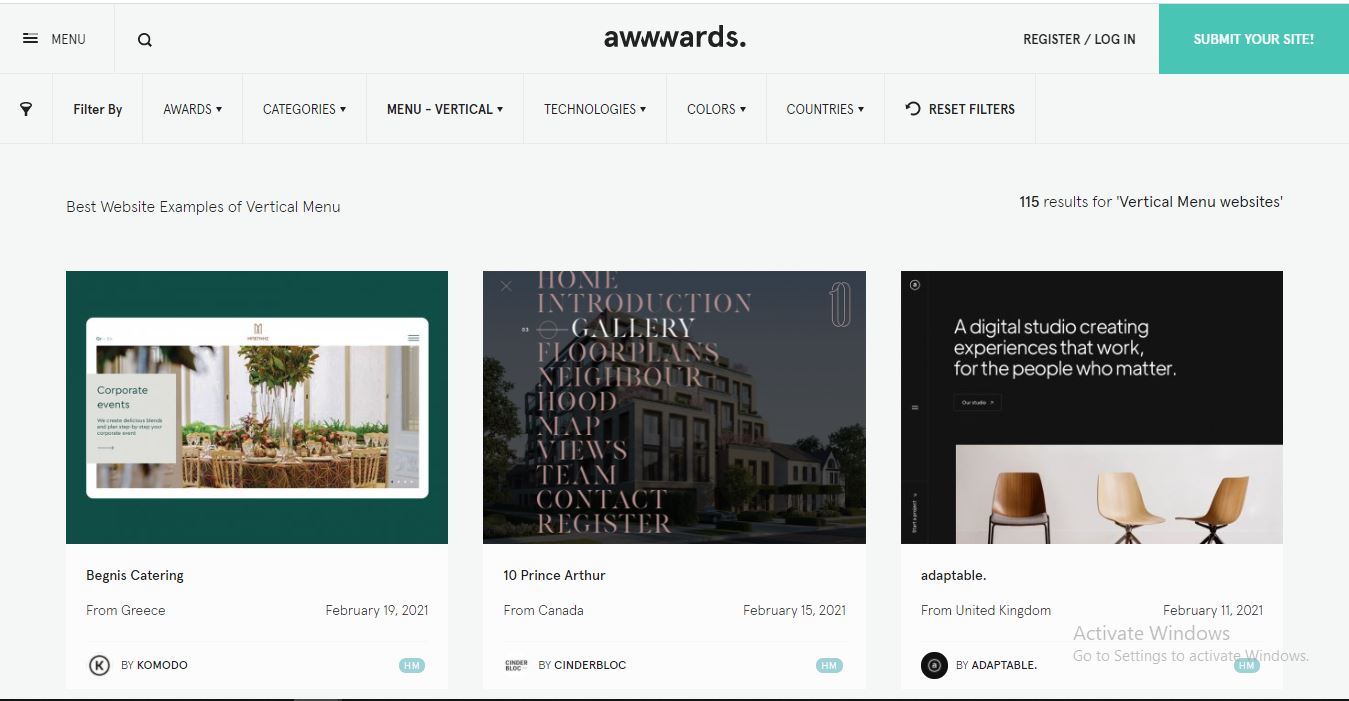 MENU
awwwards.
REGISTER / LOG IN
SUBMIT YOUR SITE!
Filter By
AWARDS
CATEGORIES
MENU - VERTICAL
TECHNOLOGIES
COLORS
COUNTRIES
RESET FILTERS
Best Website Examples of Vertical Menu
115 results for 'Vertical Menu websites'
Corporate
events
We create delicious blends
and plan step-by-step your
corporate event
HOME
INTRODUCTION
03
GALLERY
FLOORPLANS
NEIGHBOUR
HOOD
MAP
VIEWS
TEAM
CONTACT
REGISTER
10
a
A digital studio creating
experiences that work,
for the people who matter.
Our studio
Start a project
Begnis Catering
From Greece
February 19, 2021
K
BY KOMODO
HM
10 Prince Arthur
From Canada
February 15, 2021
CINDER
BLOC
BY CINDERBLOC
HM
adaptable.
From United Kingdom
February 11, 2021
a
BY ADAPTABLE.
HM
Activate Windows
Go to Settings to activate Windows.